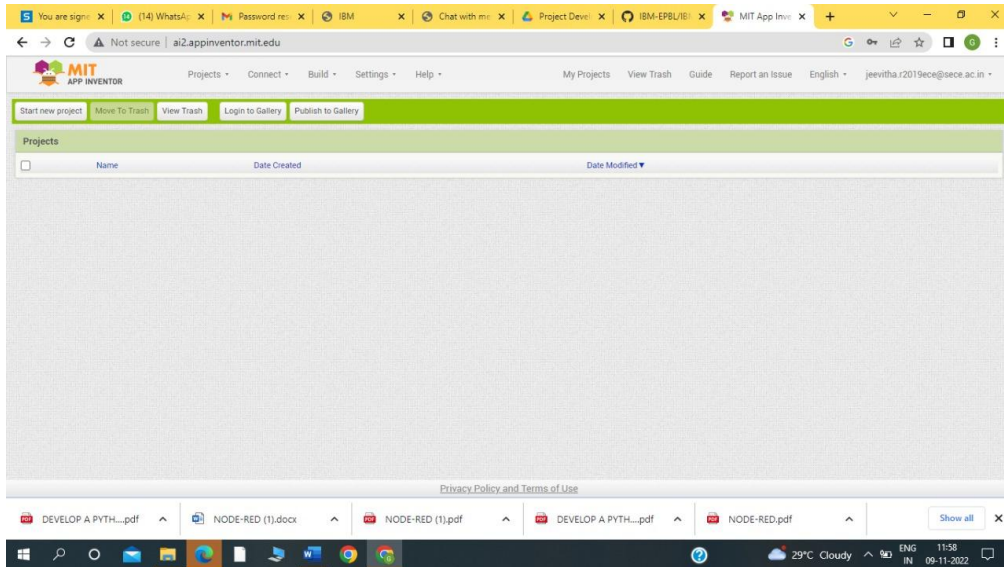 You are signe
(14) WhatsAp
Password res
IBM
Chat with me
Project Devel
IBM-EPBL/IB
MIT App Inve
Not secure | ai2.appinventor.mit.edu
G
MIT
APP INVENTOR
Projects
Connect
Build
Settings
Help
My Projects
View Trash
Guide
Report an Issue
English
jeevitha.r2019ece@sece.ac.in
Start new project
Move To Trash
View Trash
Login to Gallery
Publish to Gallery
Projects
Name
Date Created
Date Modified
Privacy Policy and Terms of Use
DEVELOP A PYTH....pdf
NODE-RED (1).docx
NODE-RED (1).pdf
DEVELOP A PYTH....pdf
NODE-RED.pdf
Show all
29°C Cloudy
ENG
IN
11:58
09-11-2022